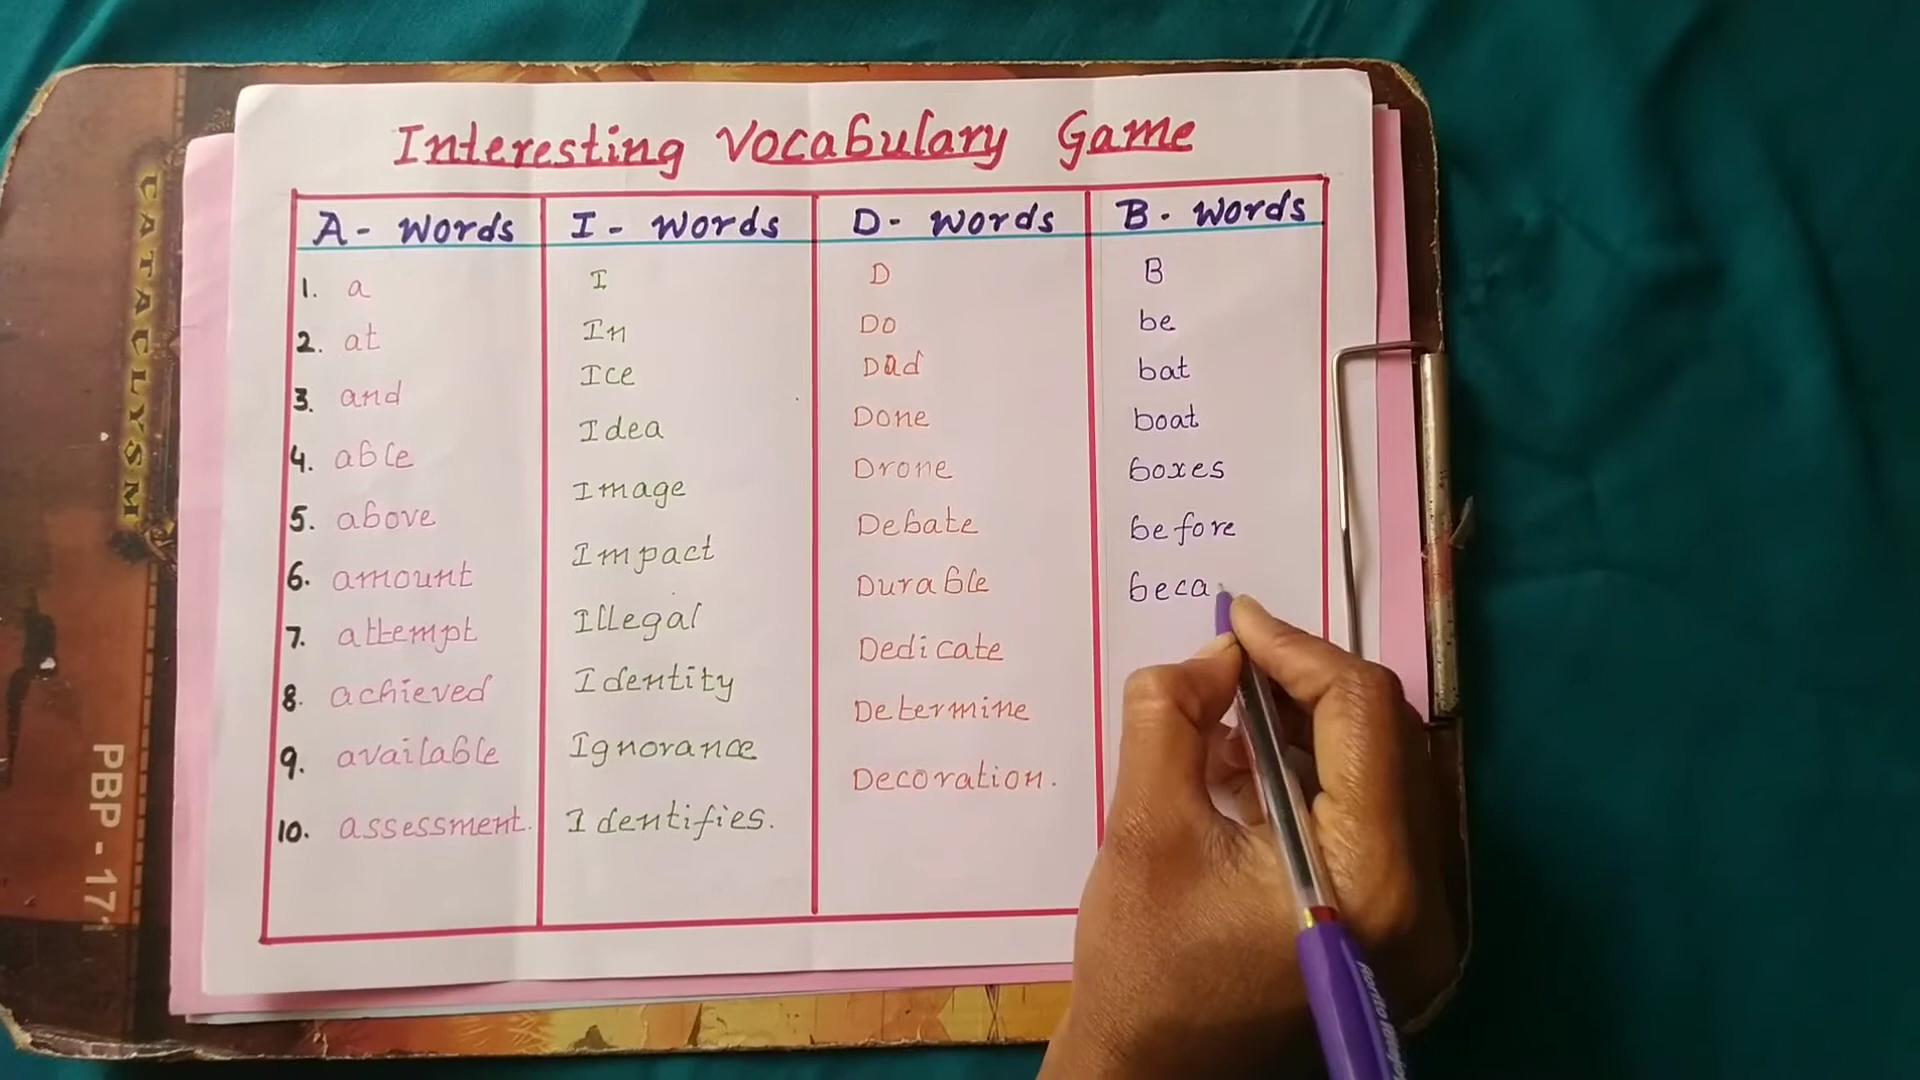 Interesting Vocabulary Game
A - Words I - Words D - Words B - Words
1. a I D B
2. at In Do be
3. and Ice Dad bat
4. able Idea Done boat
5. above Image Drone boxes
6. amount Impact Debate before
7. attempt Illegal Durable beca
8. achieved Identity Dedicate
9. available Ignorance Determine
10. assessment. Identifies. Decoration.
CATACLYSM
PBP - 17